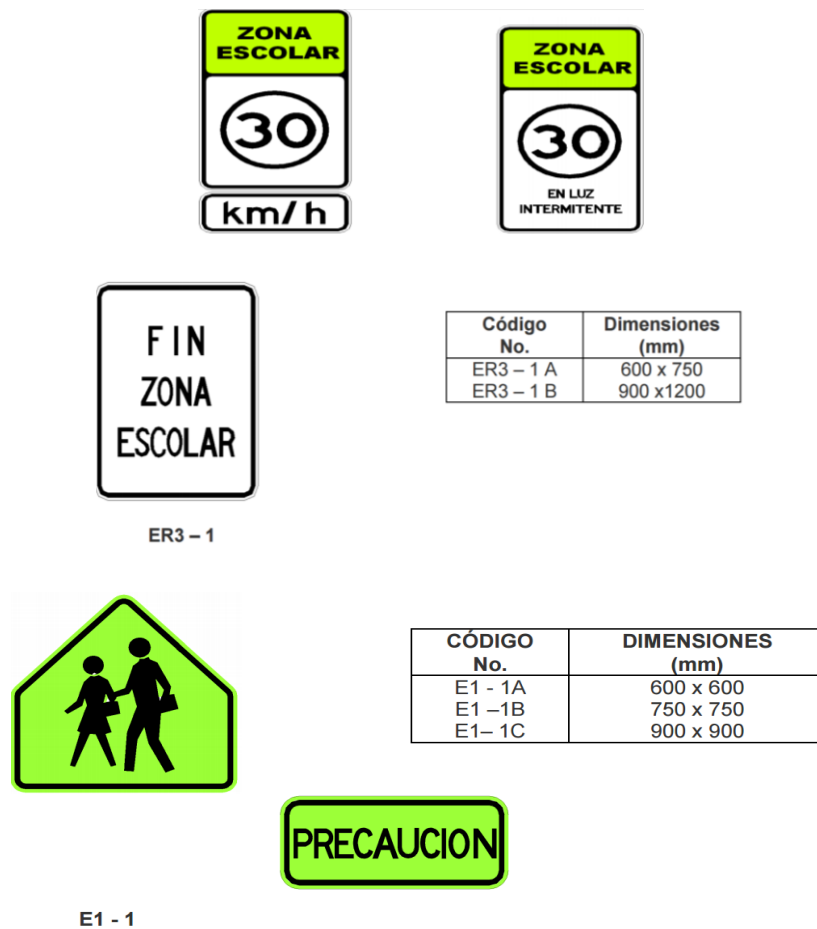 ZONA
ESCOLAR
30
km/h
ZONA
ESCOLAR
30
EN LUZ
INTERMITENTE
FIN
ZONA
ESCOLAR
Código No. Dimensiones (mm)
ER3 – 1 A 600 x 750
ER3 – 1 B 900 x1200
ER3 – 1
CÓDIGO No. DIMENSIONES (mm)
E1 - 1A 600 x 600
E1 –1B 750 x 750
E1– 1C 900 x 900
PRECAUCION
E1 - 1